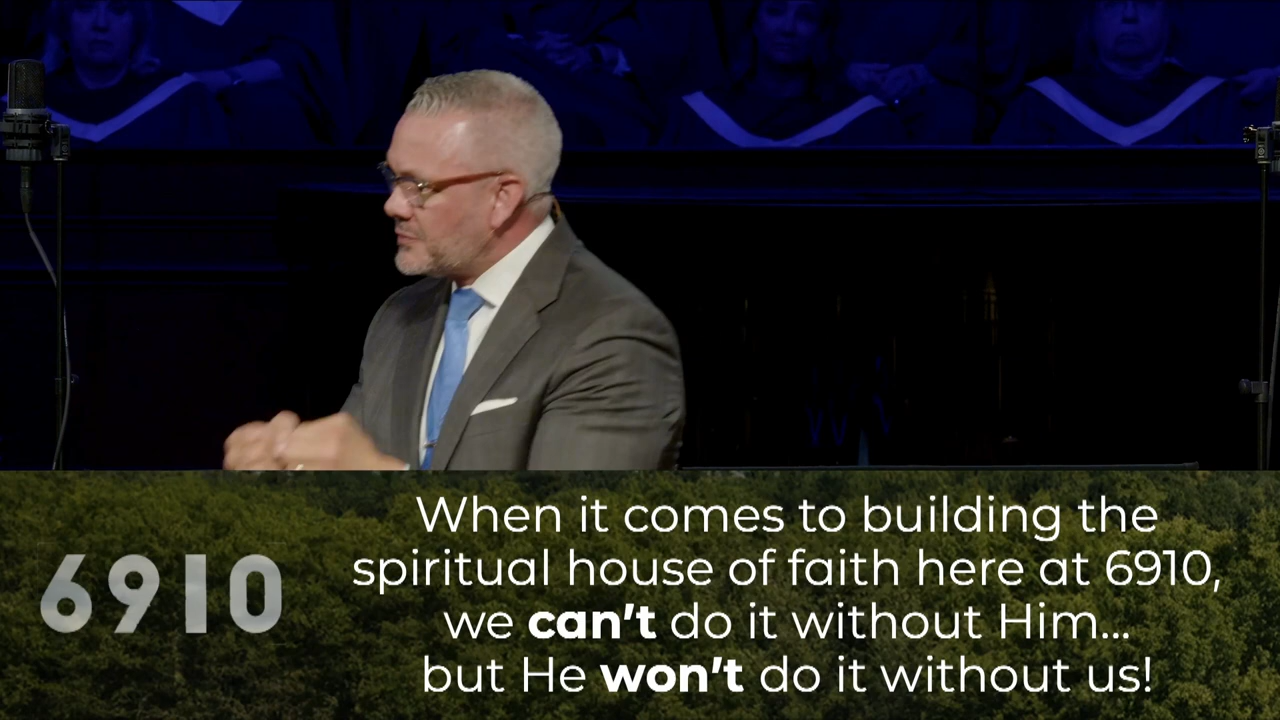 6910
When it comes to building the
spiritual house of faith here at 6910,
we can't do it without Him...
but He won't do it without us!